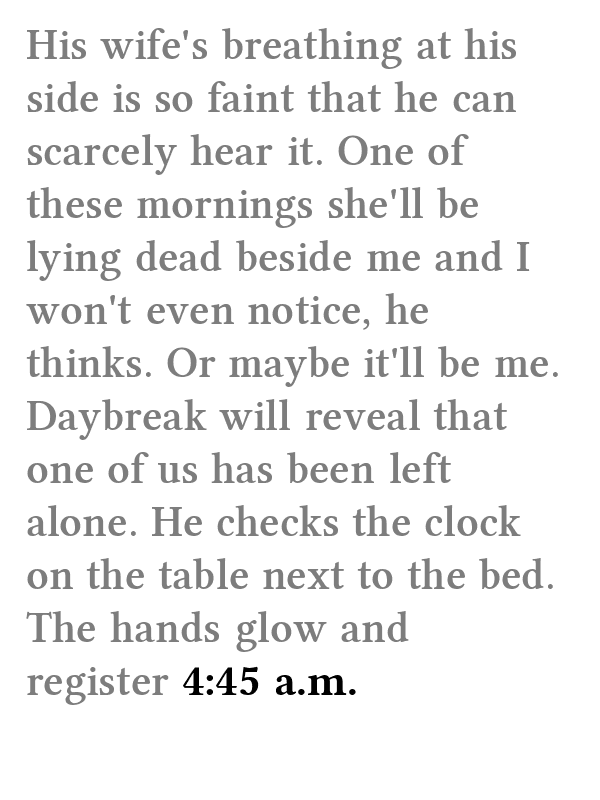 His wife's breathing at his
side is so faint that he can
scarcely hear it. One of
these mornings she'll be
lying dead beside me and I
won't even notice, he
thinks. Or maybe it'll be me.
Daybreak will reveal that
one of us has been left
alone. He checks the clock
on the table next to the bed.
The hands glow and
register 4:45 a.m.